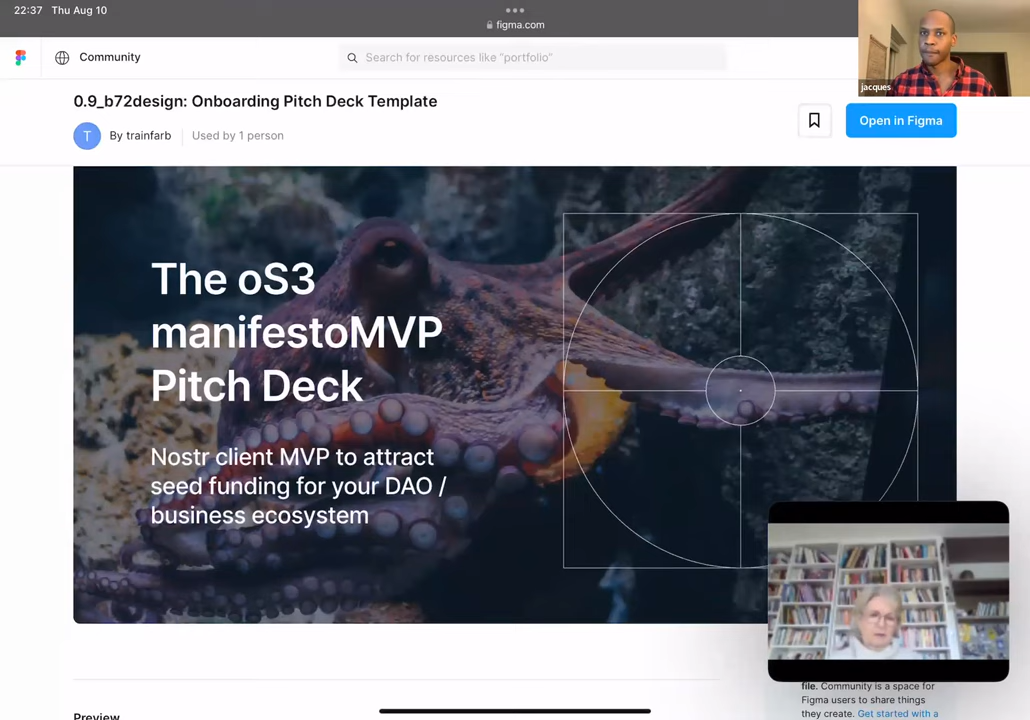 22:37 Thu Aug 10
figma.com
Community
Search for resources like "portfolio"
jacques
0.9_b72design: Onboarding Pitch Deck Template
T
By trainfarb
Used by 1 person
Open in Figma
The oS3
manifestoMVP
Pitch Deck
Nostr client MVP to attract
seed funding for your DAO /
business ecosystem
file. Community is a space for
Figma users to share things
they create. Get started with a
Preview